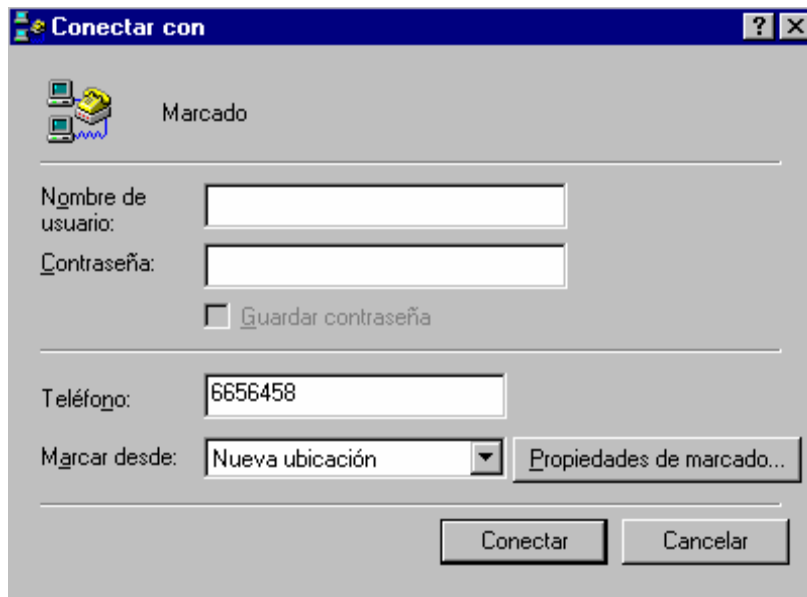 Conectar con
Marcado
Nombre de
usuario:
Contraseña:
Guardar contraseña
Teléfono: 6656458
Marcar desde: Nueva ubicación Propiedades de marcado...
Conectar Cancelar